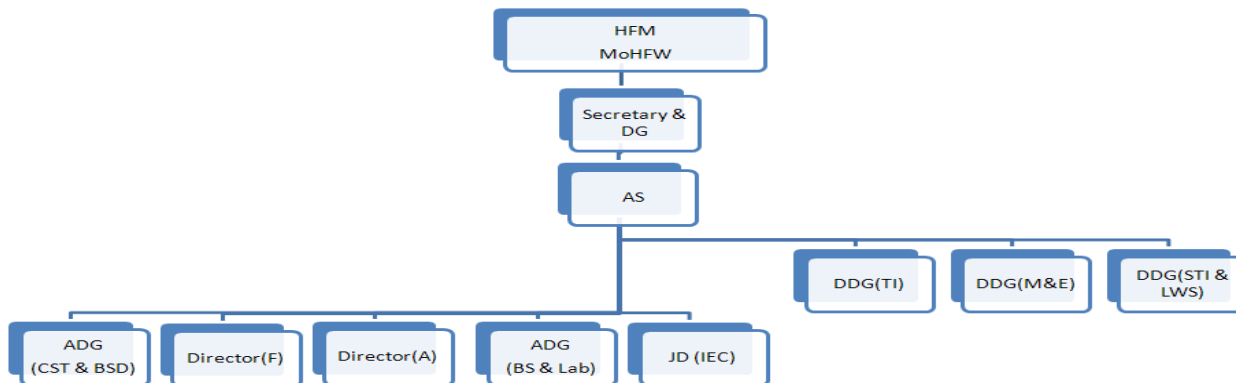 HFM
MoHFW
Secretary &
DG
AS
DDG(TI)
DDG(M&E)
DDG(STI &
LWS)
ADG
(CST & BSD)
Director(F)
Director(A)
ADG
(BS & Lab)
JD (IEC)